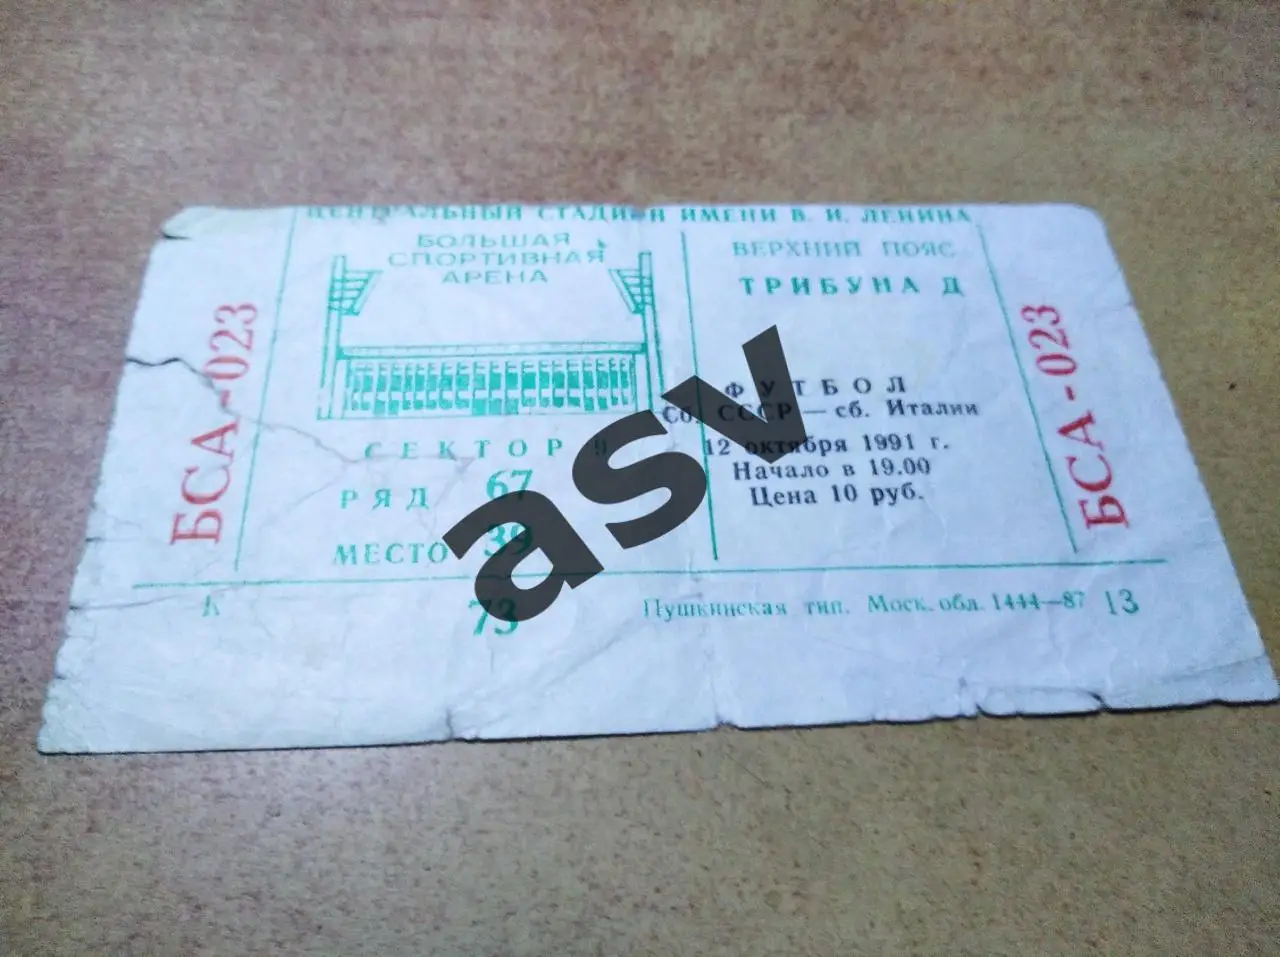 ЦЕНТРАЛЬНЫЙ СТАДИОН ИМЕНИ В. И. ЛЕНИНА
БОЛЬШАЯ
СПОРТИВНАЯ
АРЕНА
СЕКТОР 9
РЯД 67
МЕСТО 39
ВЕРХНИЙ ПОЯС
ТРИБУНА Д
ФУТБОЛ
Сб. СССР — сб. Италии
12 октября 1991 г.
Начало в 19.00
Цена 10 руб.
БСА-023
БСА-023
К
73
Пушкинская тип. Моск. обл. 1444—87 13
asv